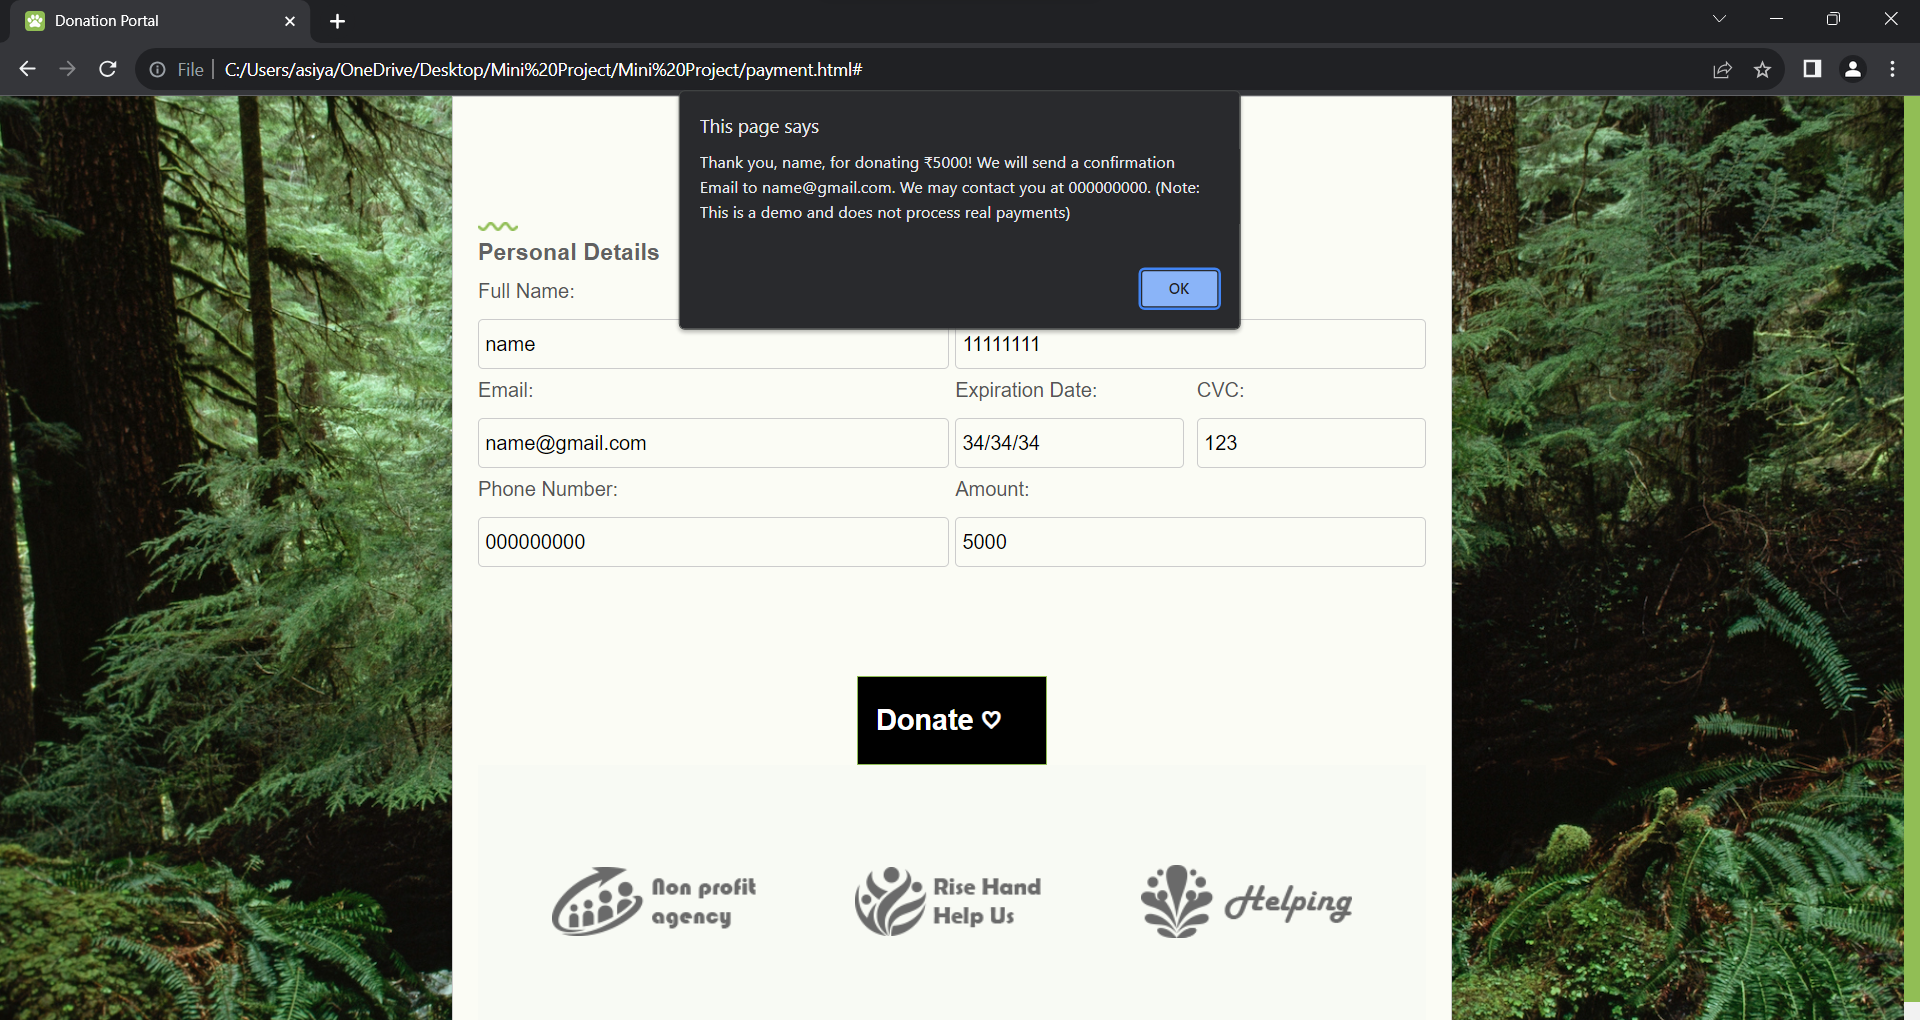 Donation Portal
File
C:/Users/asiya/OneDrive/Desktop/Mini%20Project/Mini%20Project/payment.html#
This page says
Thank you, name, for donating ₹5000! We will send a confirmation
Email to name@gmail.com. We may contact you at 000000000. (Note:
This is a demo and does not process real payments)
OK
Personal Details
Full Name:
name
11111111
Email:
Expiration Date:
CVC:
name@gmail.com
34/34/34
123
Phone Number:
Amount:
000000000
5000
Donate ♡
Non profit
agency
Rise Hand
Help Us
Helping